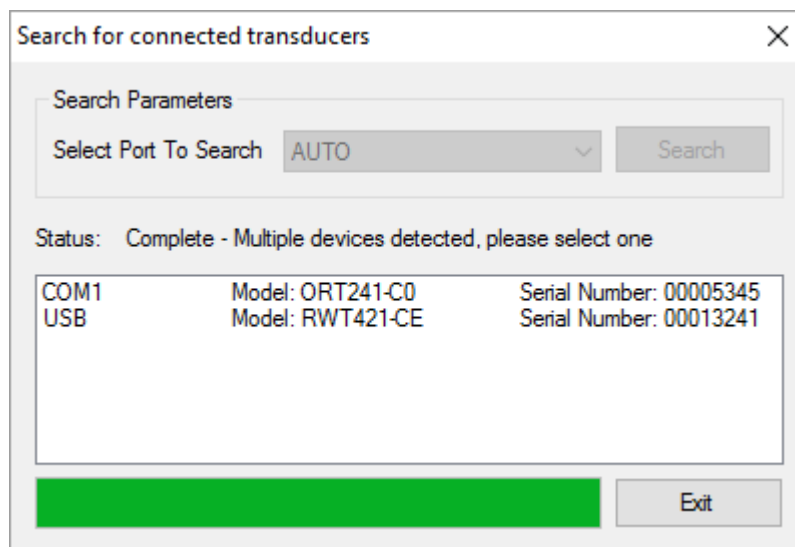 Search for connected transducers
Search Parameters
Select Port To Search AUTO Search
Status: Complete - Multiple devices detected, please select one
COM1 Model: ORT241-C0 Serial Number: 00005345
USB Model: RWT421-CE Serial Number: 00013241
Exit